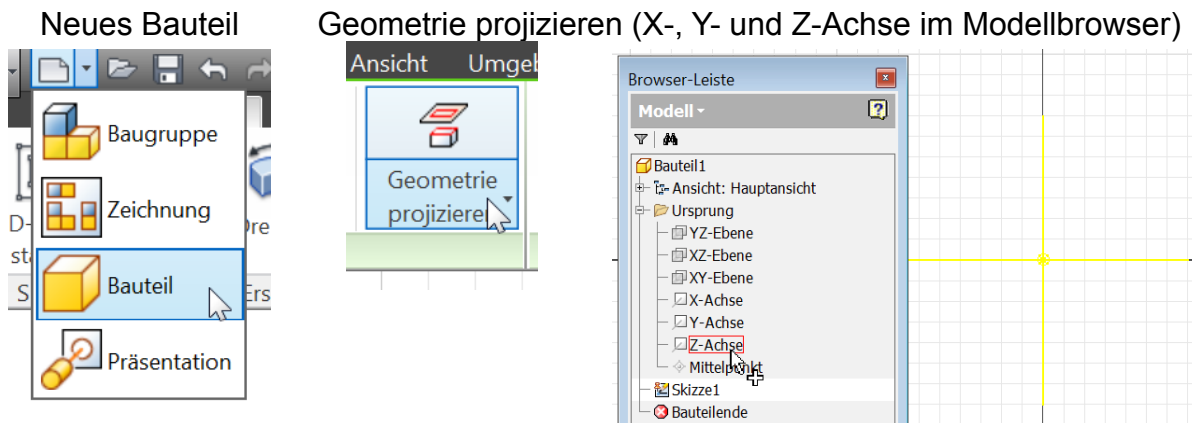 Neues Bauteil
Geometrie projizieren (X-, Y- und Z-Achse im Modellbrowser)
Baugruppe
Zeichnung
Bauteil
Präsentation
D-
S
Ansicht
Geometrie
Browser-Leiste
Modell
Bauteil1
Ansicht: Hauptansicht
Ursprung
YZ-Ebene
XZ-Ebene
XY-Ebene
X-Achse
Y-Achse
Z-Achse
Mittelpunkt
Skizze1
Bauteilende